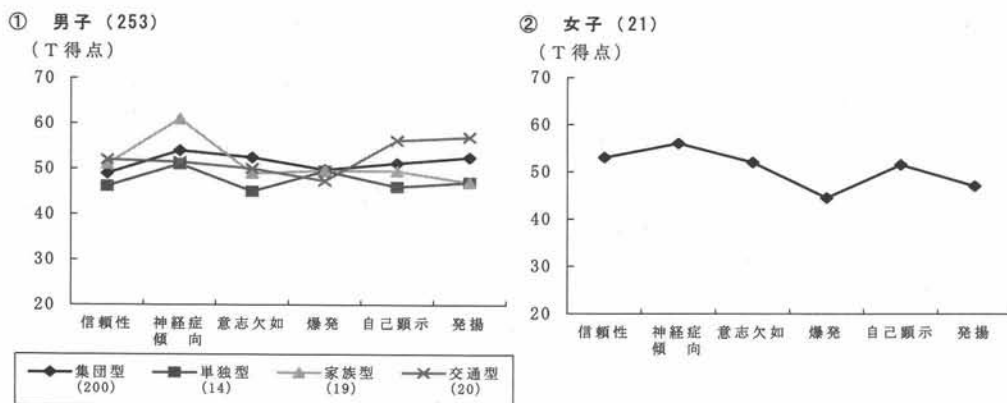 ① 男子 (253)
(T得点)
70
60
50
40
30
20
信頼性
神経症
傾 向
意志欠如
爆発
自己顕示
発揚
集団型
(200)
単独型
(14)
家族型
(19)
交通型
(20)
② 女子 (21)
(T得点)
70
60
50
40
30
20
信頼性
神経症
傾 向
意志欠如
爆発
自己顕示
発揚